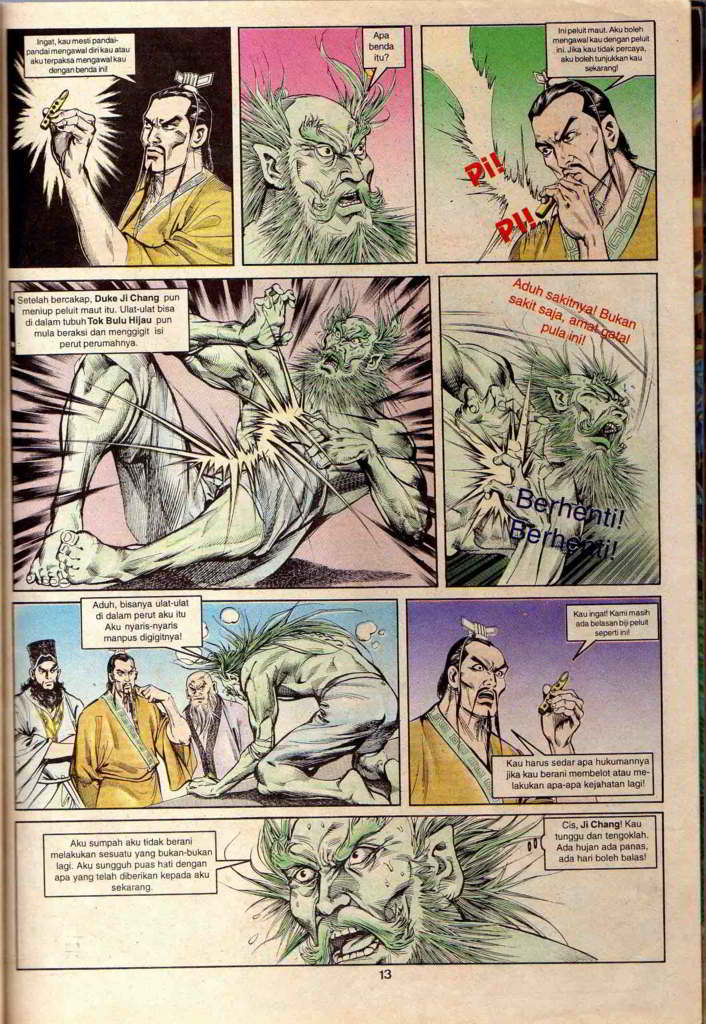 Ingat, kau mesti pandai-
pandai mengawal diri kau atau
aku terpaksa mengawal kau
dengan benda ini!
Apa
benda
itu?
Ini peluit maut. Aku boleh
mengawal kau dengan peluit
ini. Jika kau tidak percaya,
aku boleh tunjukkan kau
sekarang!
Pi!
Pi!
Setelah bercakap, Duke Ji Chang pun
meniup peluit maut itu. Ulat-ulat bisa
di dalam tubuh Tok Bulu Hijau pun
mula beraksi dan menggigit isi
perut perumahnya.
Aduh sakitnya! Bukan
sakit saja, amat gatal
pula ini!
Berhenti!
Berhenti!
Aduh, bisanya ulat-ulat
di dalam perut aku itu
Aku nyaris-nyaris
manpus digigitnya!
Kau ingat! Kami masih
ada belasan biji peluit
seperti ini!
Kau harus sedar apa hukumannya
jika kau berani membelot atau me-
lakukan apa-apa kejahatan lagi!
Aku sumpah aku tidak berani
melakukan sesuatu yang bukan-bukan
lagi. Aku sungguh puas hati dengan
apa yang telah diberikan kepada aku
sekarang.
Cis, Ji Chang! Kau
tunggu dan tengoklah.
Ada hujan ada panas,
ada hari boleh balas!
13